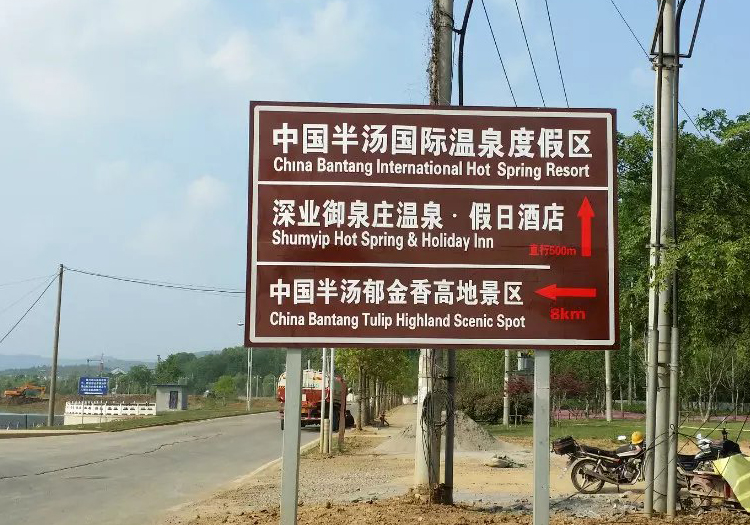 中国半汤国际温泉度假区
China Bantang International Hot Spring Resort
深业御泉庄温泉·假日酒店
Shumyip Hot Spring & Holiday Inn
直行500m
中国半汤郁金香高地景区
China Bantang Tulip Highland Scenic Spot
8km